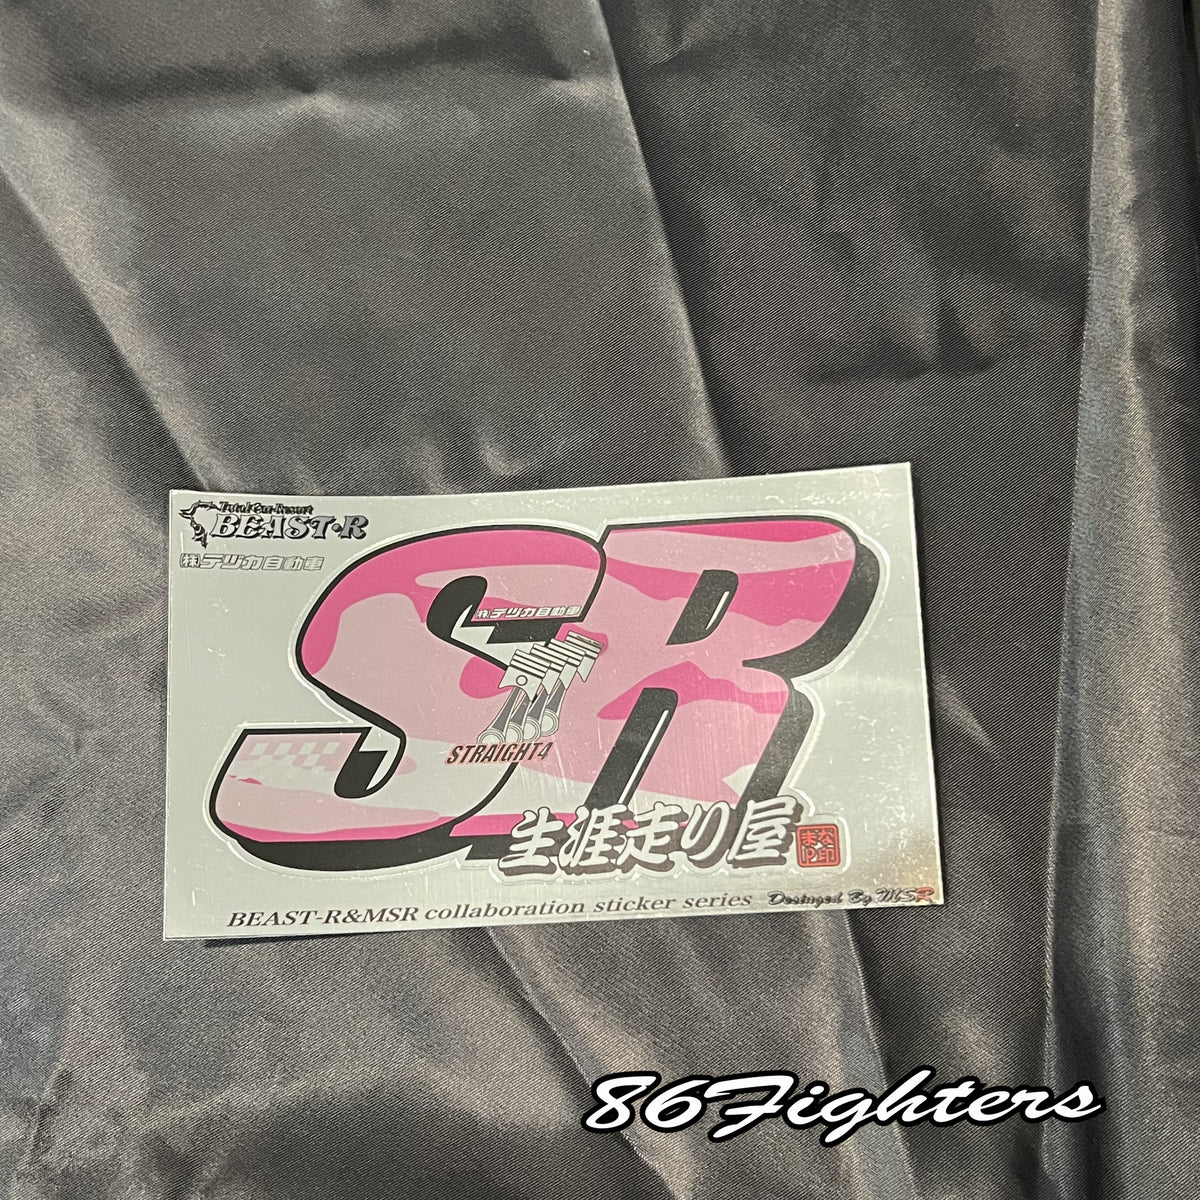 Total Car Resort
BEAST-R
㈱テヅカ自動車
SR
㈱テヅカ自動車
STRAIGHT4
生涯走り屋
BEAST-R&MSR collaboration sticker series
Desinged By MSR
86Fighters